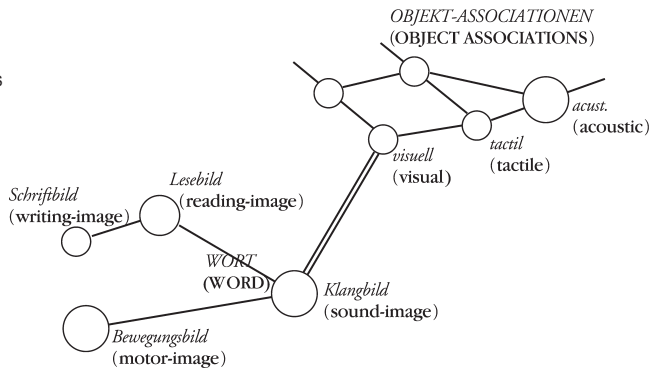 OBJEKT-ASSOCIATIONEN
(OBJECT ASSOCIATIONS)
s
acust.
(acoustic)
tactil
(tactile)
visuell
(visual)
Lesebild
(reading-image)
Schriftbild
(writing-image)
WORT
(WORD)
Klangbild
(sound-image)
Bewegungsbild
(motor-image)